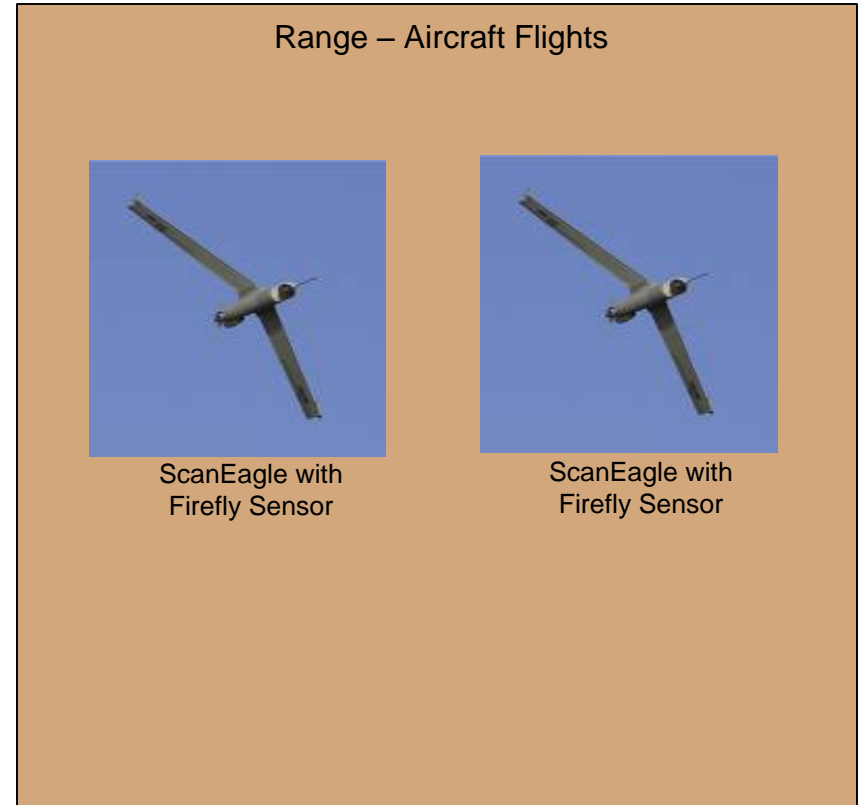 Range – Aircraft Flights
ScanEagle with
Firefly Sensor
ScanEagle with
Firefly Sensor